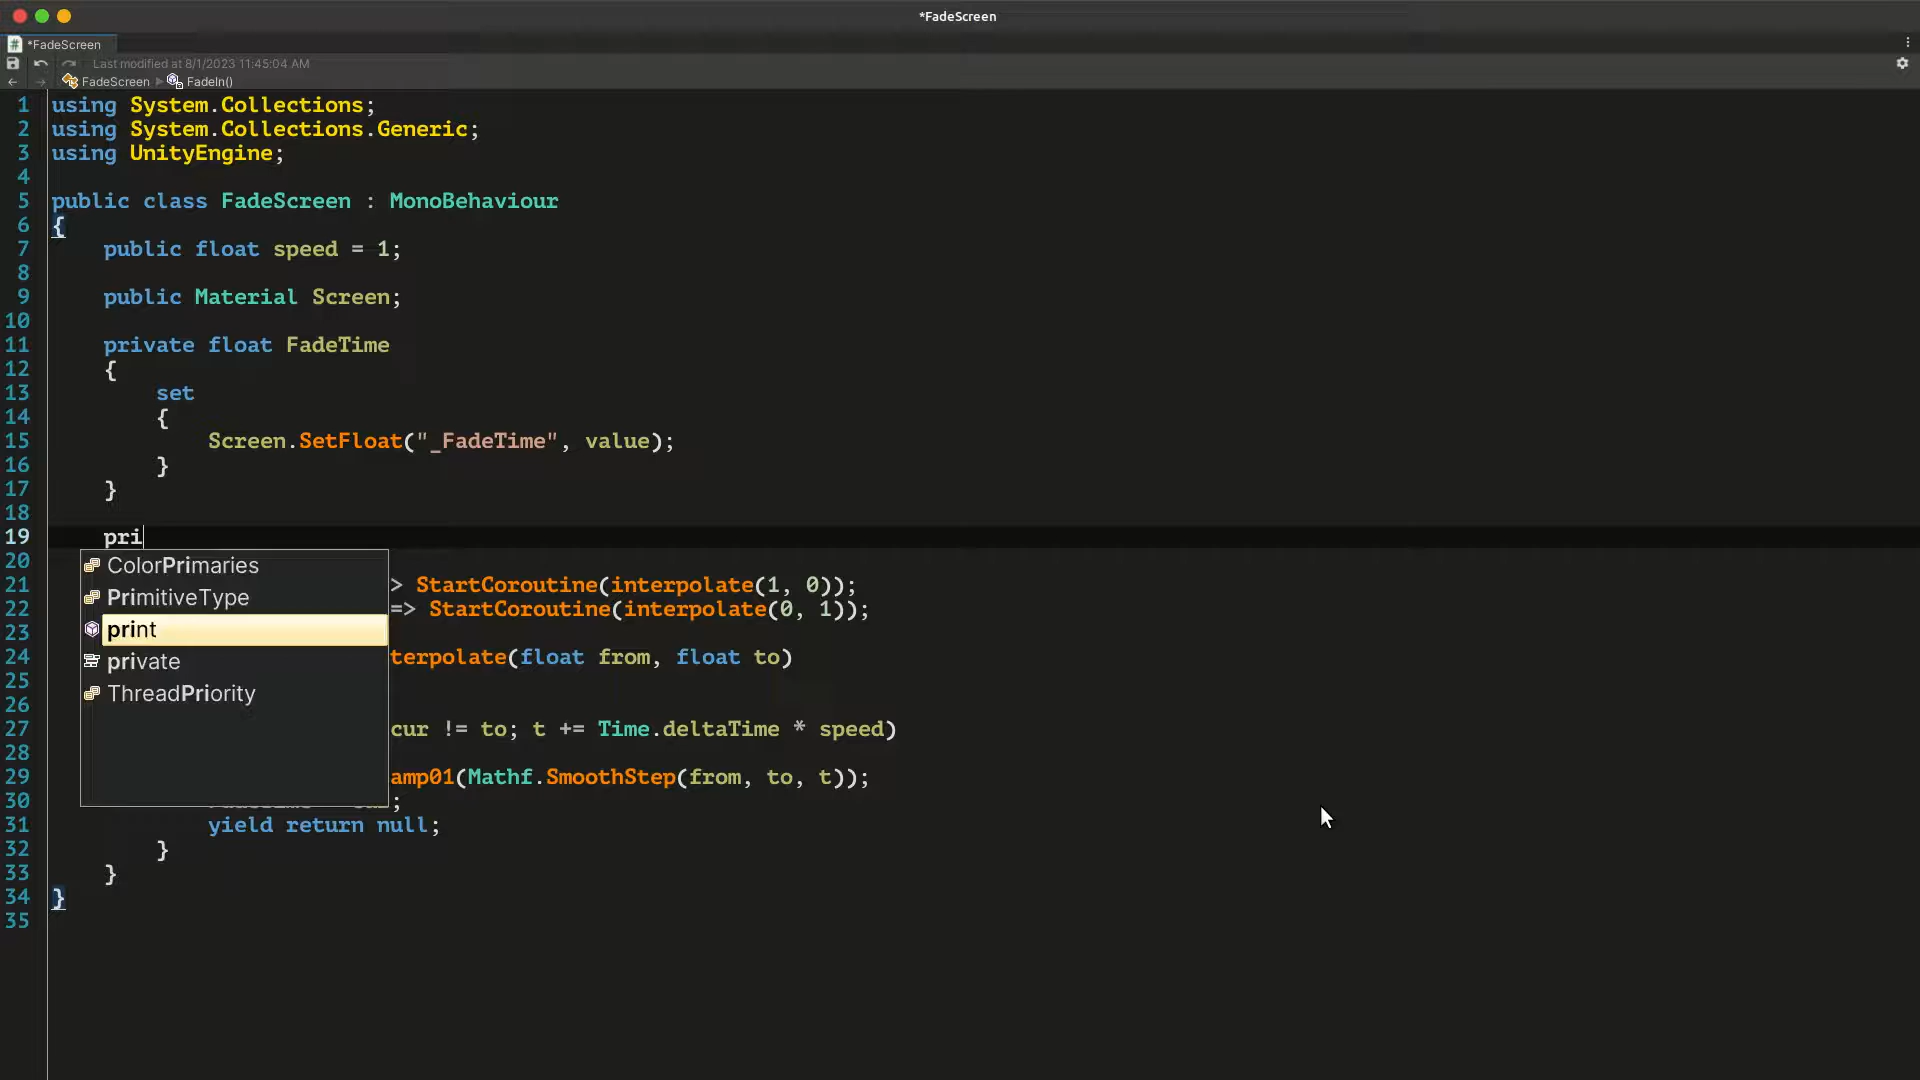 *FadeScreen
# *FadeScreen
Last modified at 8/1/2023 11:45:04 AM
FadeScreen FadeIn()
1 using System.Collections;
2 using System.Collections.Generic;
3 using UnityEngine;
4
5 public class FadeScreen : MonoBehaviour
6 {
7 public float speed = 1;
8
9 public Material Screen;
10
11 private float FadeTime
12 {
13 set
14 {
15 Screen.SetFloat("_FadeTime", value);
16 }
17 }
18
19 pri
20
ColorPrimaries
PrimitiveType
print
private
ThreadPriority
21 > StartCoroutine(interpolate(1, 0));
22 => StartCoroutine(interpolate(0, 1));
23
24 terpolate(float from, float to)
25
26
27 cur != to; t += Time.deltaTime * speed)
28
29 amp01(Mathf.SmoothStep(from, to, t));
30 ;
31 yield return null;
32 }
33 }
34 }
35